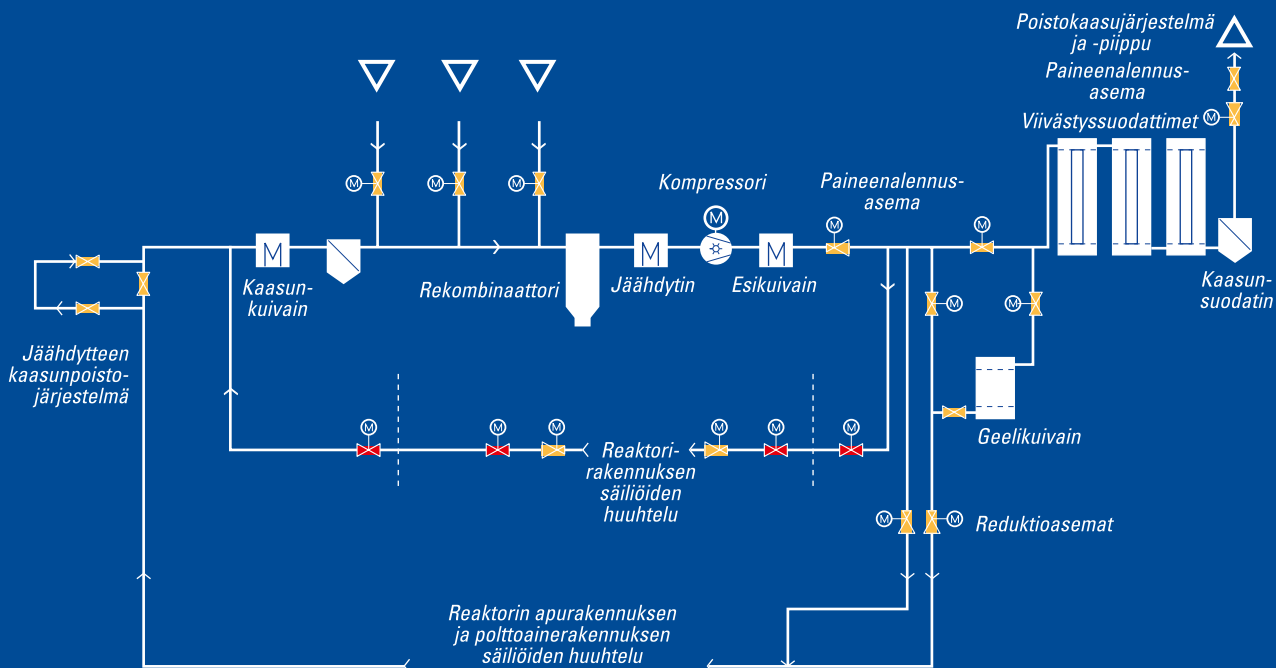 Poistokaasujärjestelmä
ja -piippu
Paineenalennus-
asema
Viivästyssuodattimet
M
M
M
M
Kompressori
M
Paineenalennus-
asema
M
M
M
Kaasun-
kuivain
Rekombinaattori
M
Jäähdytin
M
Esikuivain
Kaasun-
suodatin
M
M
Jäähdytteen
kaasunpoisto-
järjestelmä
M
M
M
M
M
M
Reaktori-
rakennuksen
säiliöiden
huuhtelu
Geelikuivain
M
M
Reduktioasemat
Reaktorin apurakennuksen
ja polttoainerakennuksen
säiliöiden huuhtelu